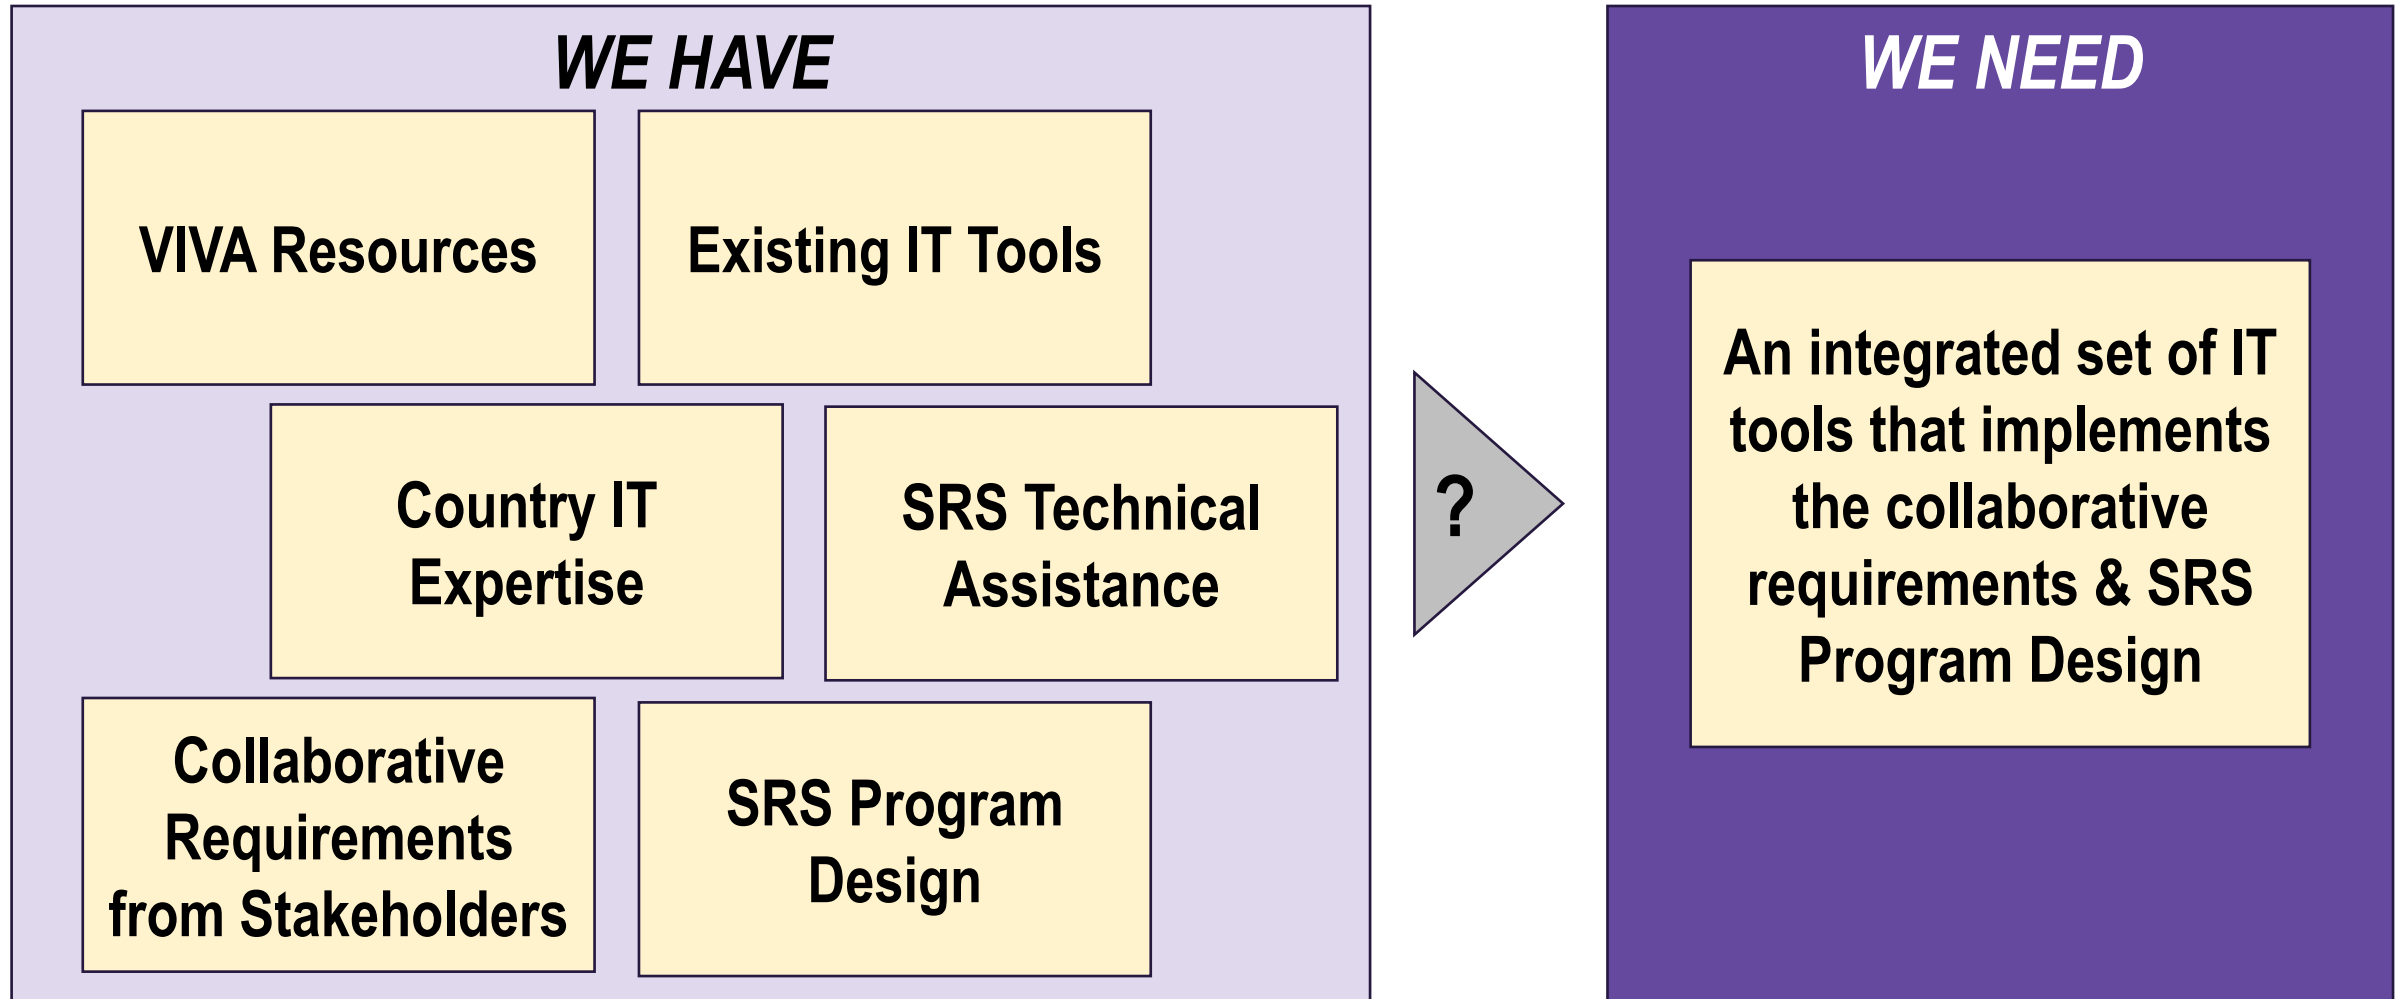 WE HAVE
VIVA Resources
Existing IT Tools
Country IT
Expertise
SRS Technical
Assistance
Collaborative
Requirements
from Stakeholders
SRS Program
Design
?
WE NEED
An integrated set of IT
tools that implements
the collaborative
requirements & SRS
Program Design